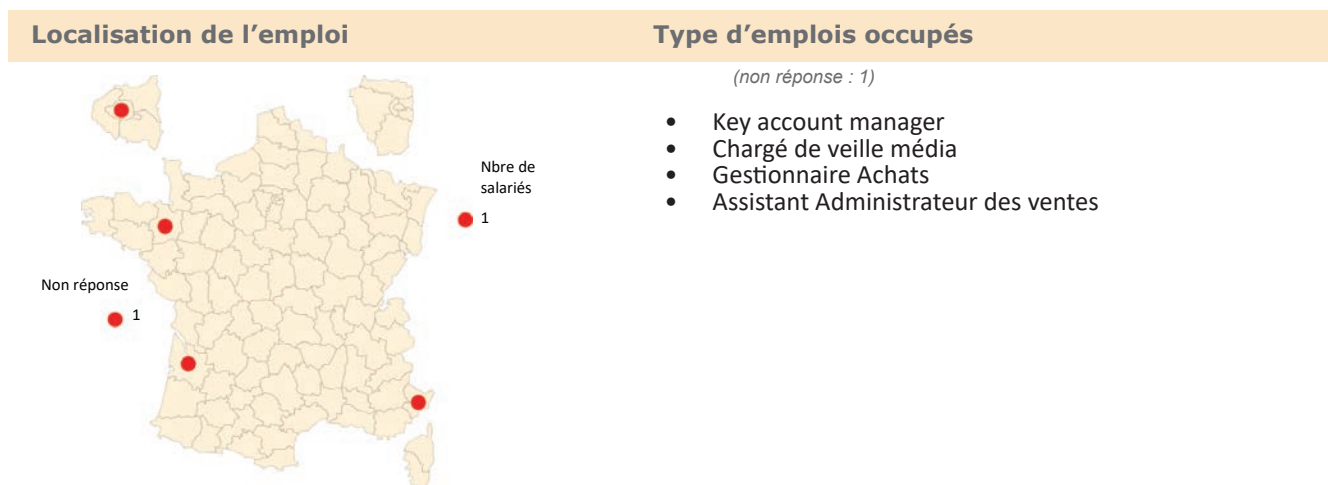 Localisation de l’emploi
Nbre de
salariés
1
Non réponse
1
Type d’emplois occupés
(non réponse : 1)
• Key account manager
• Chargé de veille média
• Gestionnaire Achats
• Assistant Administrateur des ventes